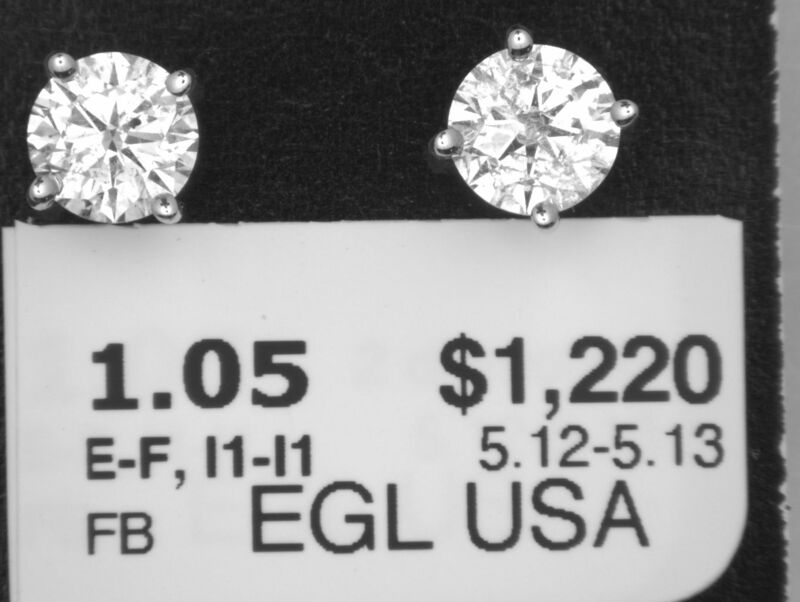 1.05 $1,220
E-F, I1-I1 5.12-5.13
FB EGL USA